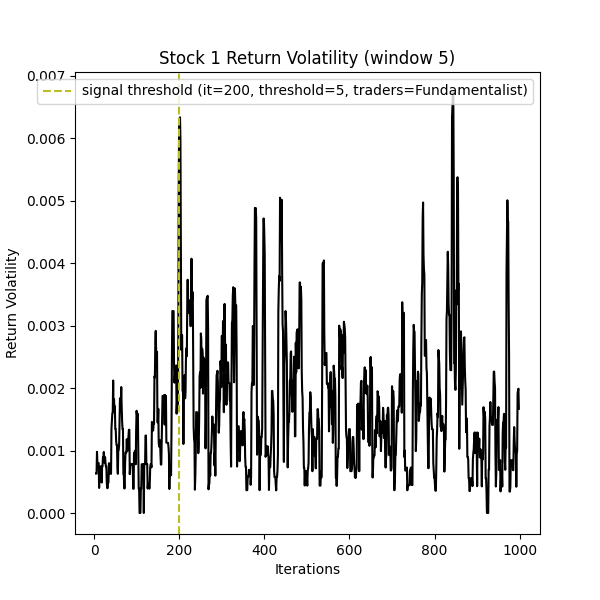 Stock 1 Return Volatility (window 5)
signal threshold (it=200, threshold=5, traders=Fundamentalist)
0.007
0.006
0.005
0.004
0.003
0.002
0.001
0.000
Return Volatility
0 200 400 600 800 1000
Iterations